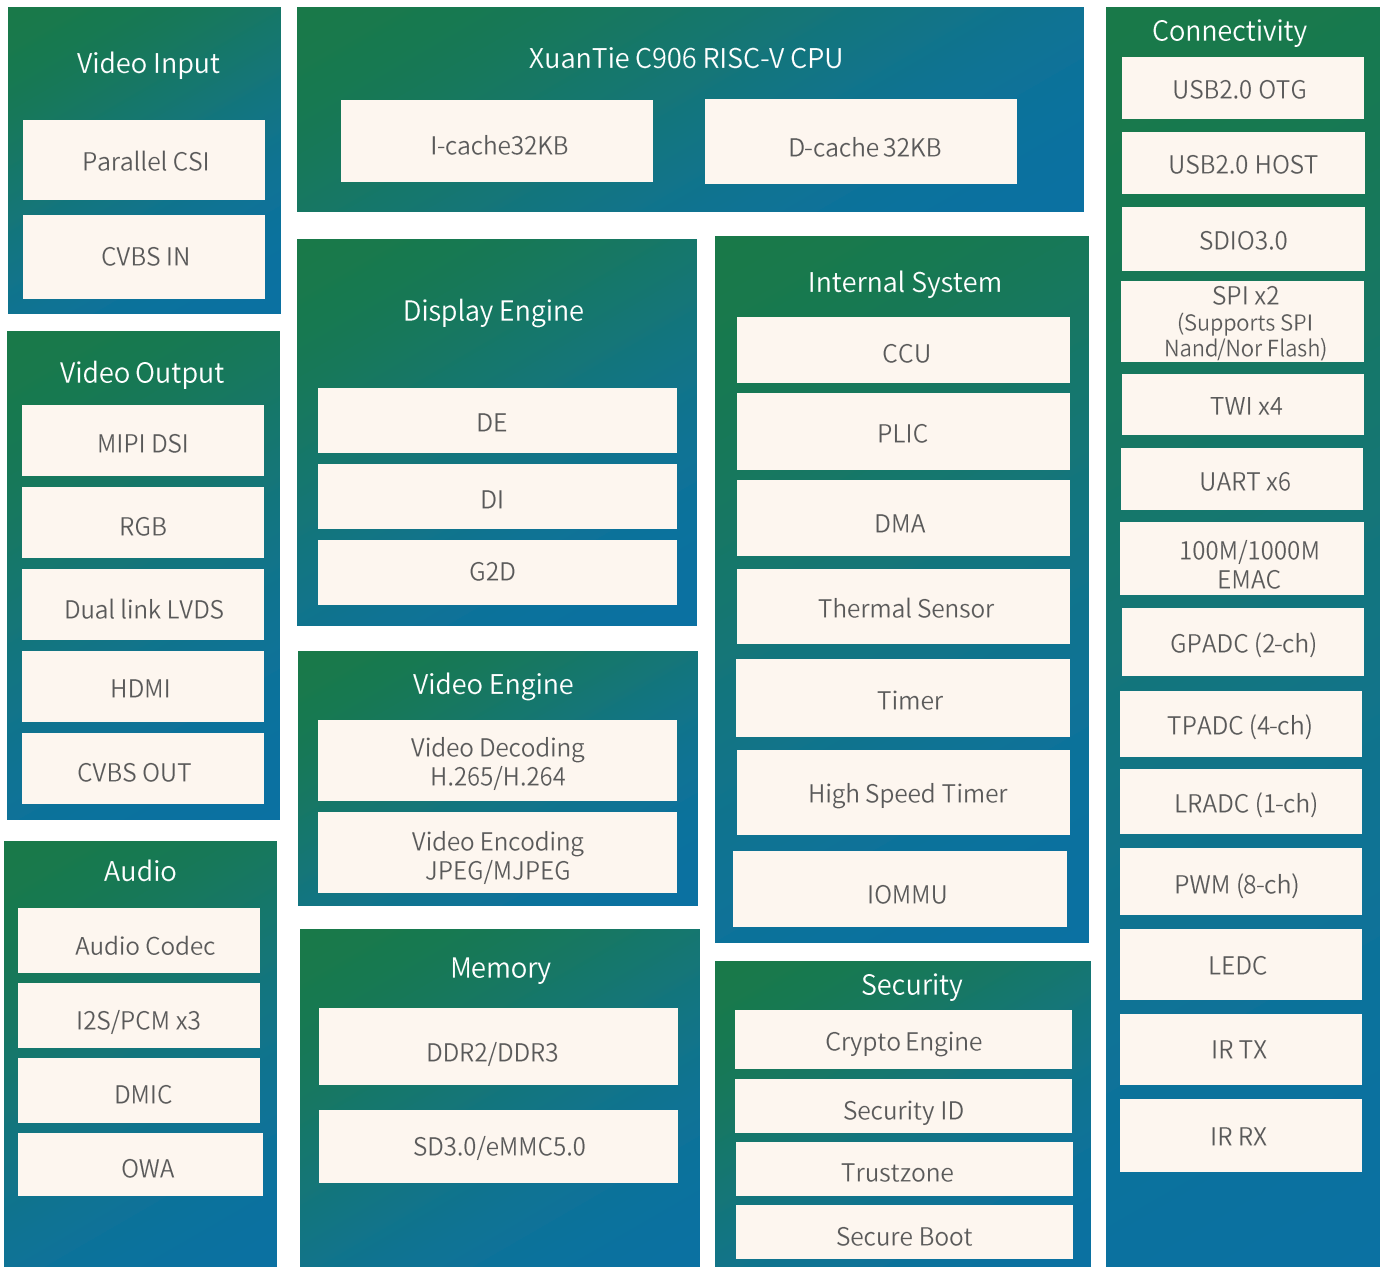 Video Input
Parallel CSI
CVBS IN
Video Output
MIPI DSI
RGB
Dual link LVDS
HDMI
CVBS OUT
Audio
Audio Codec
I2S/PCM x3
DMIC
OWA
XuanTie C906 RISC-V CPU
I-cache32KB
D-cache 32KB
Display Engine
DE
DI
G2D
Video Engine
Video Decoding
H.265/H.264
Video Encoding
JPEG/MJPEG
Memory
DDR2/DDR3
SD3.0/eMMC5.0
Internal System
CCU
PLIC
DMA
Thermal Sensor
Timer
High Speed Timer
IOMMU
Security
Crypto Engine
Security ID
Trustzone
Secure Boot
Connectivity
USB2.0 OTG
USB2.0 HOST
SDIO3.0
SPI x2
(Supports SPI
Nand/Nor Flash)
TWI x4
UART x6
100M/1000M
EMAC
GPADC (2-ch)
TPADC (4-ch)
LRADC (1-ch)
PWM (8-ch)
LEDC
IR TX
IR RX